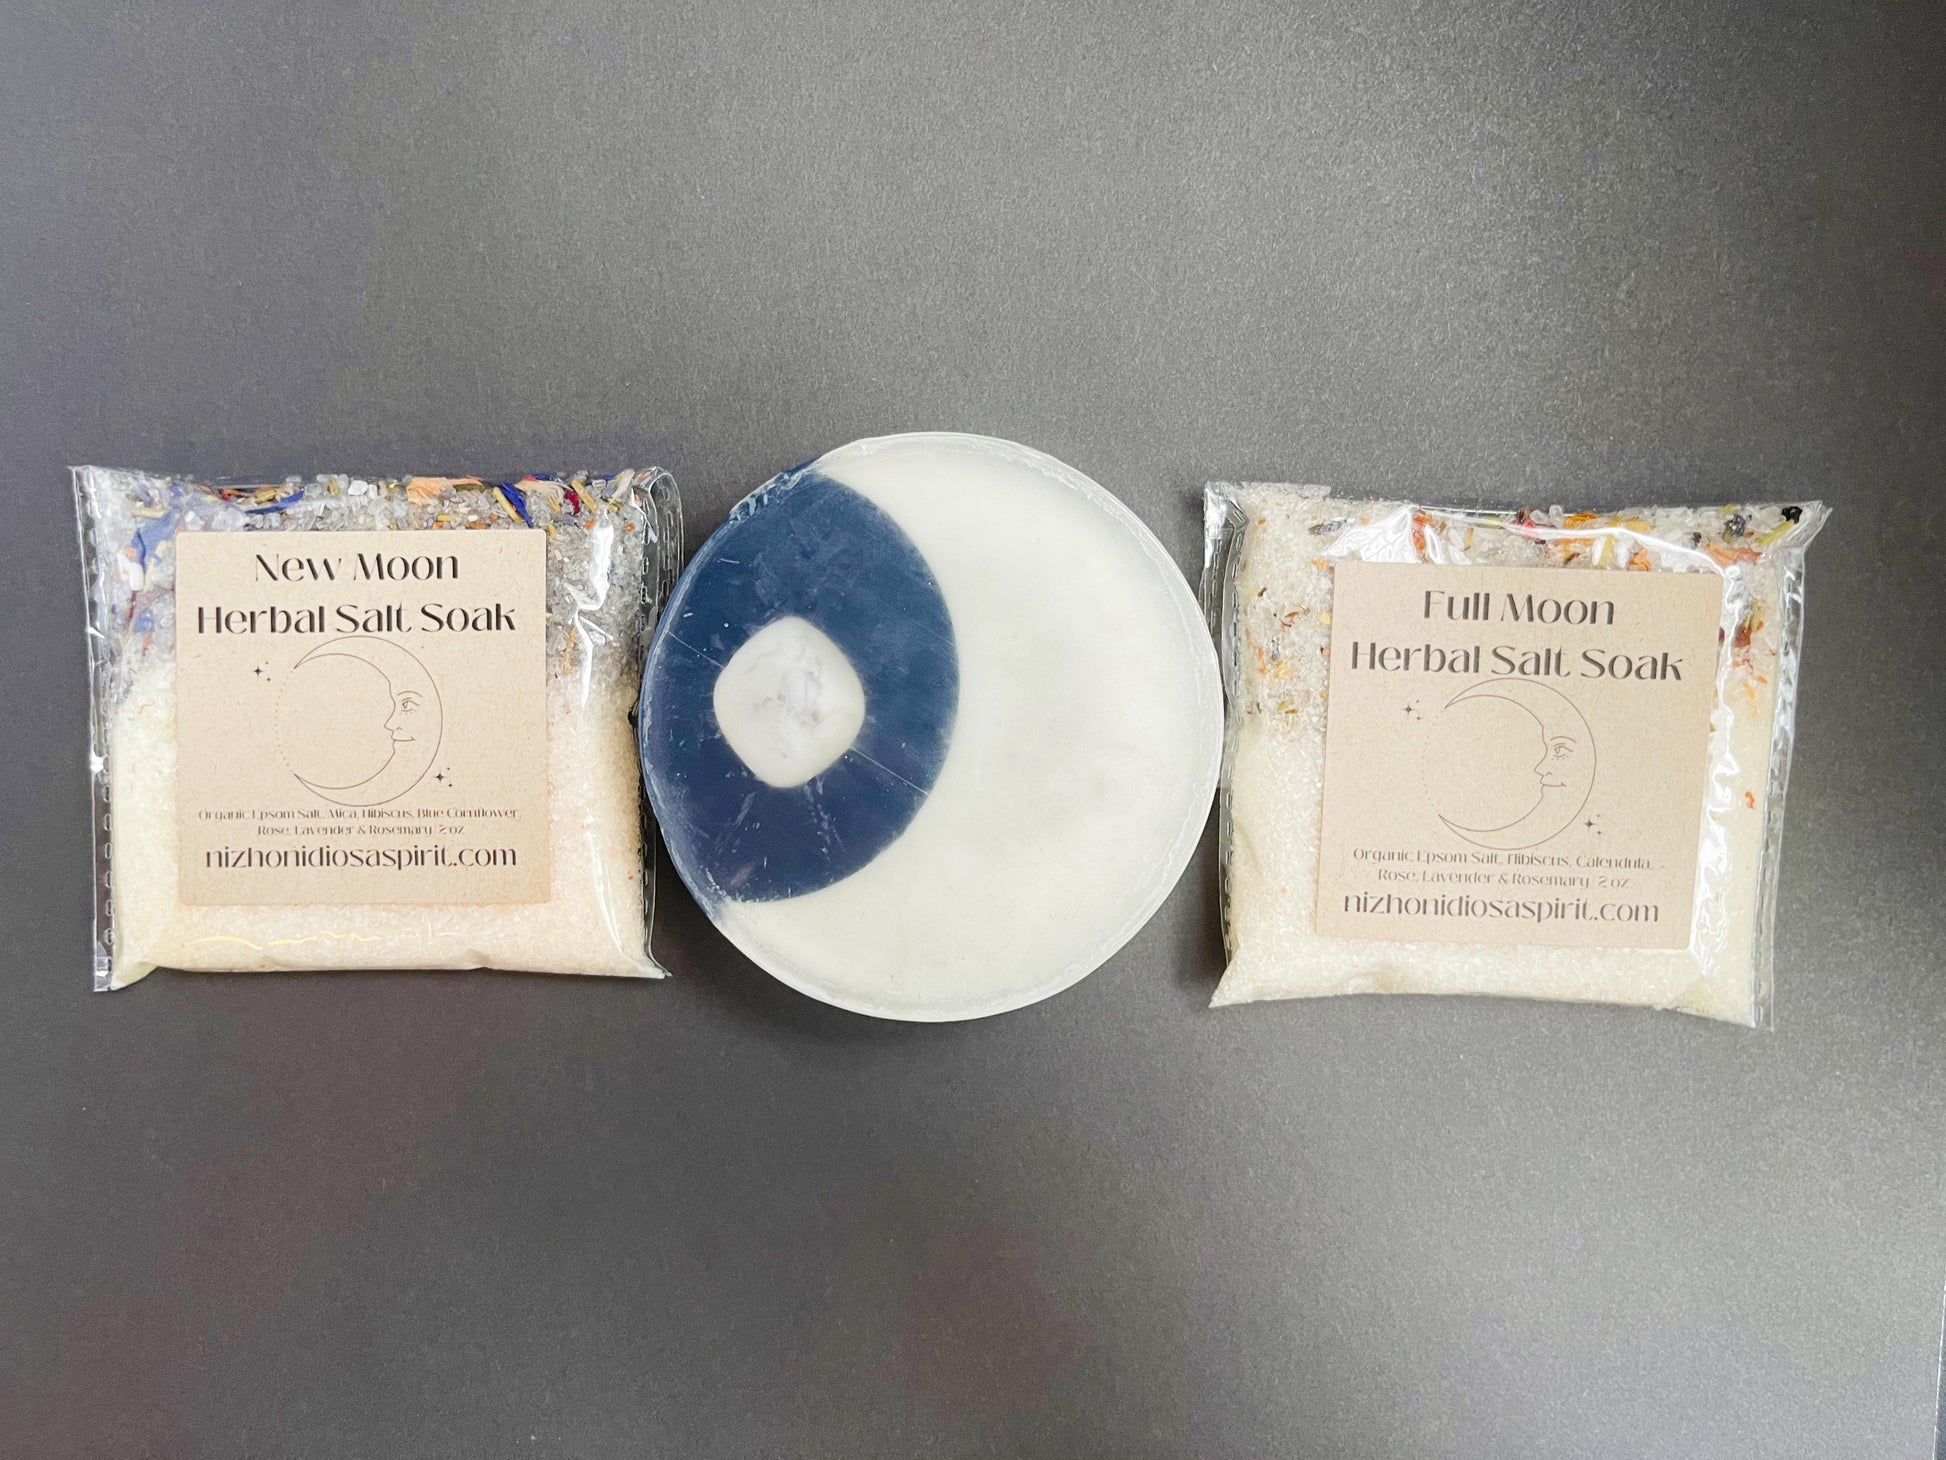 New Moon
Herbal Salt Soak
Organic Epsom Salt, Mica, Hibiscus, Blue Cornflower,
Rose, Lavender & Rosemary 2 oz
nizhonidiosaspirit.com
Full Moon
Herbal Salt Soak
Organic Epsom Salt, Hibiscus, Calendula,
Rose, Lavender & Rosemary 2 oz
nizhonidiosaspirit.com